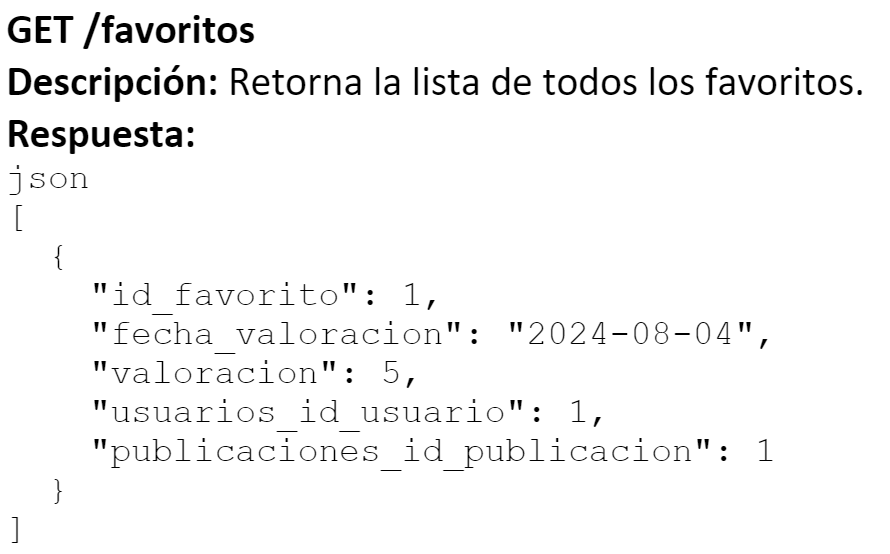 GET /favoritos
Descripción: Retorna la lista de todos los favoritos.
Respuesta:
json
[
  {
    "id_favorito": 1,
    "fecha_valoracion": "2024-08-04",
    "valoracion": 5,
    "usuarios_id_usuario": 1,
    "publicaciones_id_publicacion": 1
  }
]